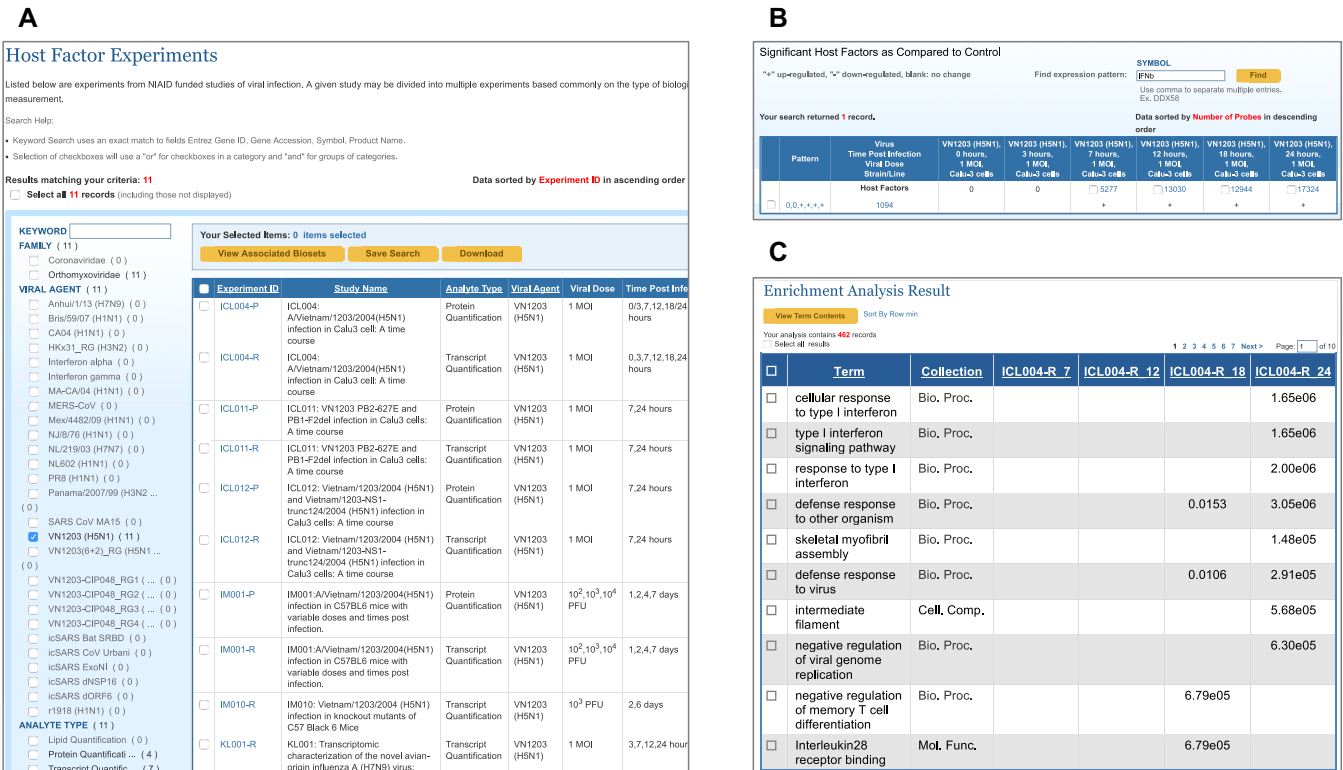 A
Host Factor Experiments
Listed below are experiments from NIAID funded studies of viral infection. A given study may be divided into multiple experiments based commonly on the type of biologi
measurement.
Search Help:
• Keyword Search uses an exact match to fields Entrez Gene ID, Gene Accession, Symbol, Product Name.
• Selection of checkboxes will use a "or" for checkboxes in a category and "and" for groups of categories.
Results matching your criteria: 11
Data sorted by Experiment ID in ascending order
Select all 11 records (including those not displayed)
KEYWORD
FAMILY ( 11 )
Coronaviridae ( 0 )
Orthomyxoviridae ( 11 )
VIRAL AGENT ( 11 )
Anhui/1/13 (H7N9) ( 0 )
Bris/59/07 (H1N1) ( 0 )
CA04 (H1N1) ( 0 )
HKx31_RG (H3N2) ( 0 )
Interferon alpha ( 0 )
Interferon gamma ( 0 )
MA-CA/04 (H1N1) ( 0 )
MERS-CoV ( 0 )
Mex/4482/09 (H1N1) ( 0 )
NJ/8/76 (H1N1) ( 0 )
NL/219/03 (H7N7) ( 0 )
NL602 (H1N1) ( 0 )
PR8 (H1N1) ( 0 )
Panama/2007/99 (H3N2 ...
( 0 )
SARS CoV MA15 ( 0 )
VN1203 (H5N1) ( 11 )
VN1203(6+2)_RG (H5N1 ...
( 0 )
VN1203-CIP048_RG1 ( ... ( 0 )
VN1203-CIP048_RG2 ( ... ( 0 )
VN1203-CIP048_RG3 ( ... ( 0 )
VN1203-CIP048_RG4 ( ... ( 0 )
icSARS Bat SRBD ( 0 )
icSARS CoV Urbani ( 0 )
icSARS ExoNI ( 0 )
icSARS dNSP16 ( 0 )
icSARS dORF6 ( 0 )
r1918 (H1N1) ( 0 )
ANALYTE TYPE ( 11 )
Lipid Quantification ( 0 )
Protein Quantificati ... ( 4 )
Transcript Quantific ... ( 7 )
Your Selected Items: 0 items selected
View Associated Biosets Save Search Download
Experiment ID Study Name Analyte Type Viral Agent Viral Dose Time Post Infe
ICL004-P ICL004: Protein VN1203 1 MOI 0/3,7,12,18/24
A/Vietnam/1203/2004(H5N1) Quantification (H5N1) hours
infection in Calu3 cell: A time
course
ICL004-R ICL004: Transcript VN1203 1 MOI 0,3,7,12,18,24
A/Vietnam/1203/2004(H5N1) Quantification (H5N1) hours
infection in Calu3 cell: A time
course
ICL011-P ICL011: VN1203 PB2-627E and Protein VN1203 1 MOI 7,24 hours
PB1-F2del infection in Calu3 cells: Quantification (H5N1)
A time course
ICL011-R ICL011: VN1203 PB2-627E and Transcript VN1203 1 MOI 7,24 hours
PB1-F2del infection in Calu3 cells: Quantification (H5N1)
A time course
ICL012-P ICL012: Vietnam/1203/2004 (H5N1) Protein VN1203 1 MOI 7,24 hours
and Vietnam/1203-NS1- Quantification (H5N1)
trunc124/2004 (H5N1) infection in
Calu3 cells: A time course
ICL012-R ICL012: Vietnam/1203/2004 (H5N1) Transcript VN1203 1 MOI 7,24 hours
and Vietnam/1203-NS1- Quantification (H5N1)
trunc124/2004 (H5N1) infection in
Calu3 cells: A time course
IM001-P IM001:A/Vietnam/1203/2004(H5N1) Protein VN1203 10²,10³,10⁴ 1,2,4,7 days
infection in C57BL6 mice with Quantification (H5N1) PFU
variable doses and times post
infection.
IM001-R IM001:A/Vietnam/1203/2004(H5N1) Transcript VN1203 10²,10³,10⁴ 1,2,4,7 days
infection in C57BL6 mice with Quantification (H5N1) PFU
variable doses and times post
infection.
IM010-R IM010: Vietnam/1203/2004 (H5N1) Transcript VN1203 10³ PFU 2,6 days
infection in knockout mutants of Quantification (H5N1)
C57 Black 6 Mice
KL001-R KL001: Transcriptomic Transcript VN1203 1 MOI 3,7,12,24 hour
characterization of the novel avian- Quantification (H5N1)
origin influenza A (H7N9) virus:
B
Significant Host Factors as Compared to Control
"+" up-regulated, "-" down-regulated, blank: no change
SYMBOL
Find expression pattern: IFNb Find
Use comma to separate multiple entries.
Ex. DDX58
Your search returned 1 record.
Data sorted by Number of Probes in descending
order
Pattern
Virus VN1203 (H5N1), VN1203 (H5N1), VN1203 (H5N1), VN1203 (H5N1), VN1203 (H5N1), VN1203 (H5N1),
Time Post Infection 0 hours, 3 hours, 7 hours, 12 hours, 18 hours, 24 hours,
Viral Dose 1 MOI, 1 MOI, 1 MOI, 1 MOI, 1 MOI, 1 MOI,
Strain/Line Calu-3 cells Calu-3 cells Calu-3 cells Calu-3 cells Calu-3 cells Calu-3 cells
Host Factors 0 0 5277 13030 12944 17324
0,0,+,+,+,+ 1094 + + + +
C
Enrichment Analysis Result
View Term Contents Sort By Row min
Your analysis contains 462 records
Select all results
1 2 3 4 5 6 7 Next > Page: 1 of 10
Term Collection ICL004-R_7 ICL004-R_12 ICL004-R_18 ICL004-R_24
cellular response Bio. Proc. 1.65e06
to type I interferon
type I interferon Bio. Proc. 1.65e06
signaling pathway
response to type I Bio. Proc. 2.00e06
interferon
defense response Bio. Proc. 0.0153 3.05e06
to other organism
skeletal myofibril Bio. Proc. 1.48e05
assembly
defense response Bio. Proc. 0.0106 2.91e05
to virus
intermediate Cell. Comp. 5.68e05
filament
negative regulation Bio. Proc. 6.30e05
of viral genome
replication
negative regulation Bio. Proc. 6.79e05
of memory T cell
differentiation
Interleukin28 Mol. Func. 6.79e05
receptor binding